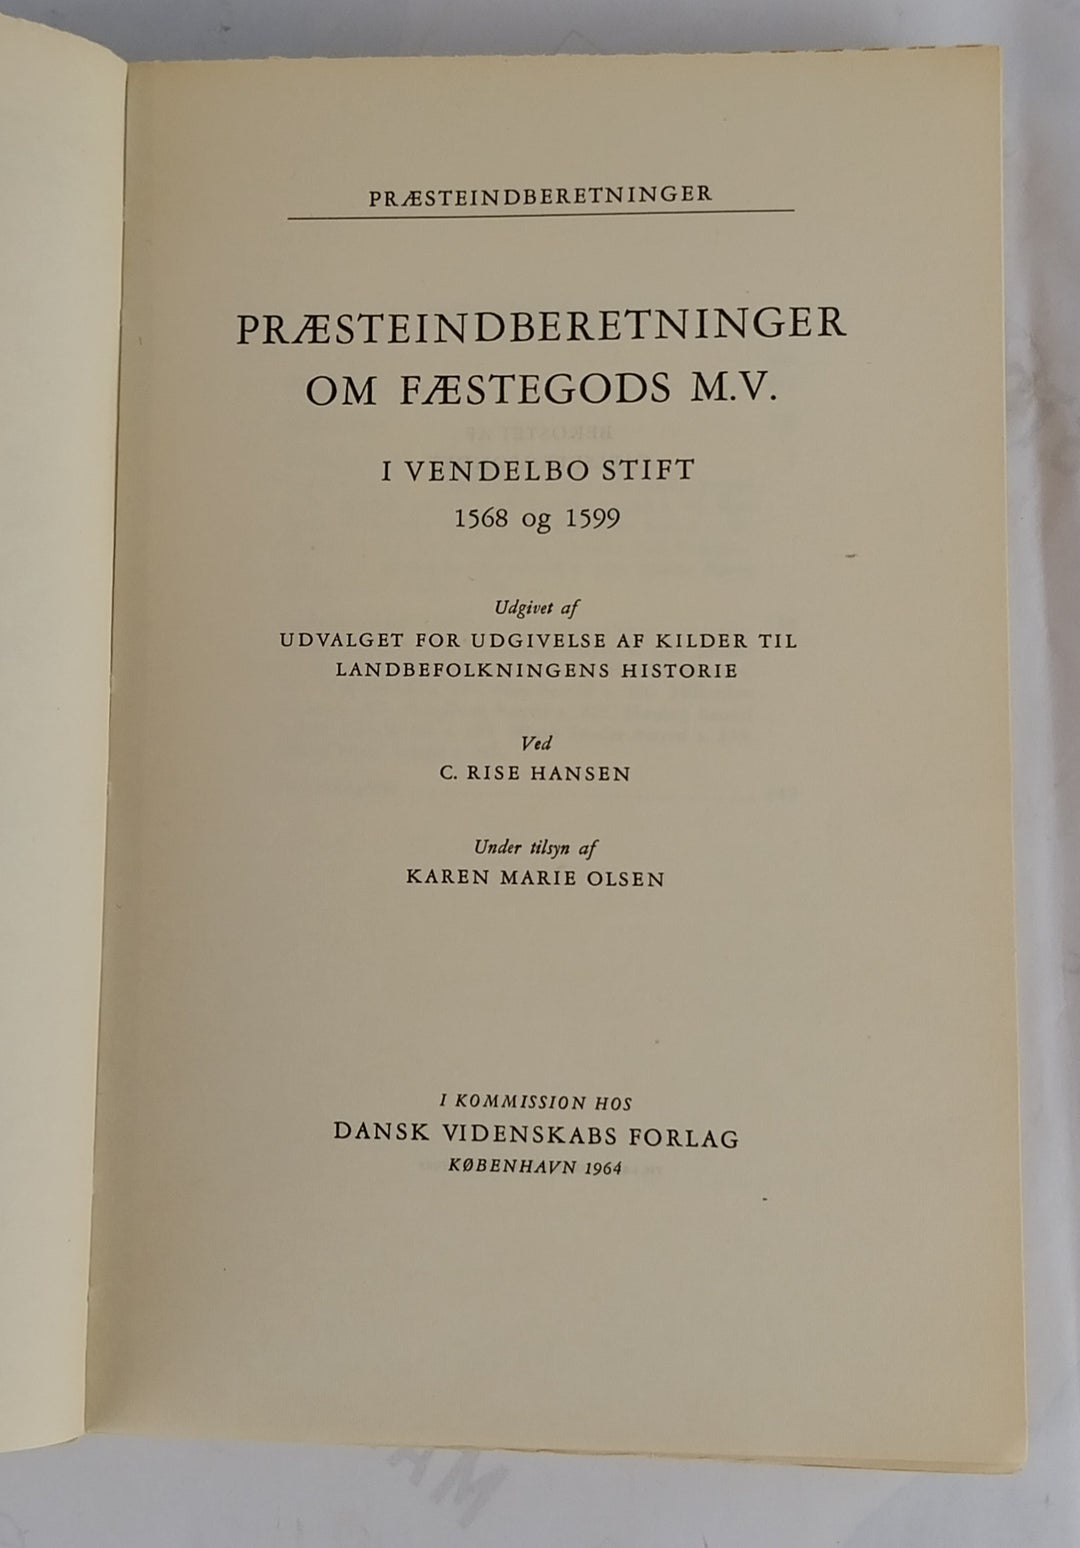 PRÆSTEINDBERETNINGER
PRÆSTEINDBERETNINGER
OM FÆSTEGODS M.V.
I VENDELBO STIFT
1568 og 1599
Udgivet af
UDVALGET FOR UDGIVELSE AF KILDER TIL
LANDBEFOLKNINGENS HISTORIE
Ved
C. RISE HANSEN
Under tilsyn af
KAREN MARIE OLSEN
I KOMMISSION HOS
DANSK VIDENSKABS FORLAG
KØBENHAVN 1964